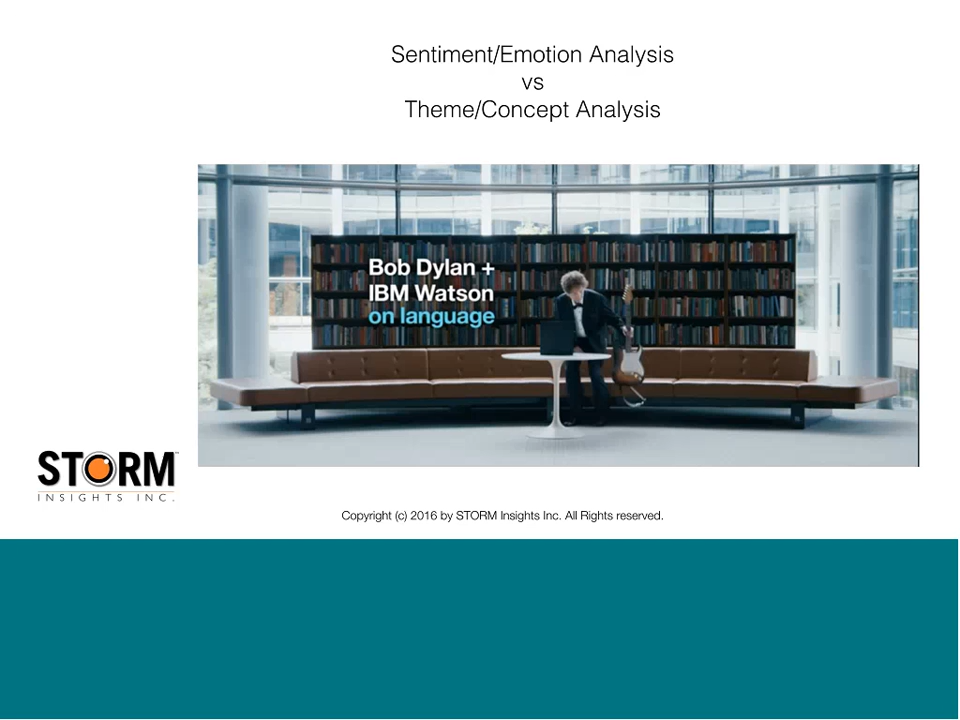 Sentiment/Emotion Analysis
vs
Theme/Concept Analysis
Bob Dylan +
IBM Watson
on language
STORM™
INSIGHTS INC.
Copyright (c) 2016 by STORM Insights Inc. All Rights reserved.